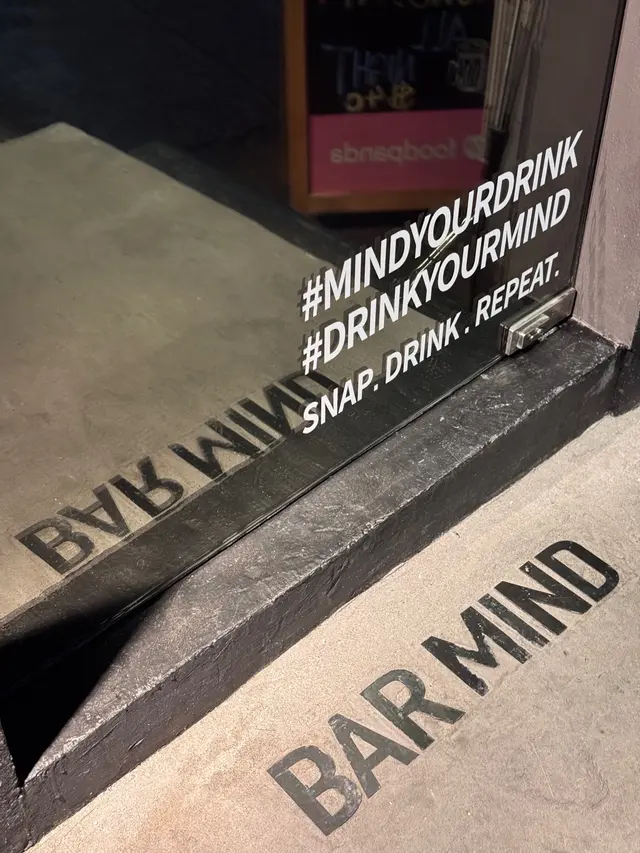 foodpanda
#MINDYOURDRINK
#DRINKYOURMIND
SNAP. DRINK. REPEAT.
BAR MIND
BAR MIND